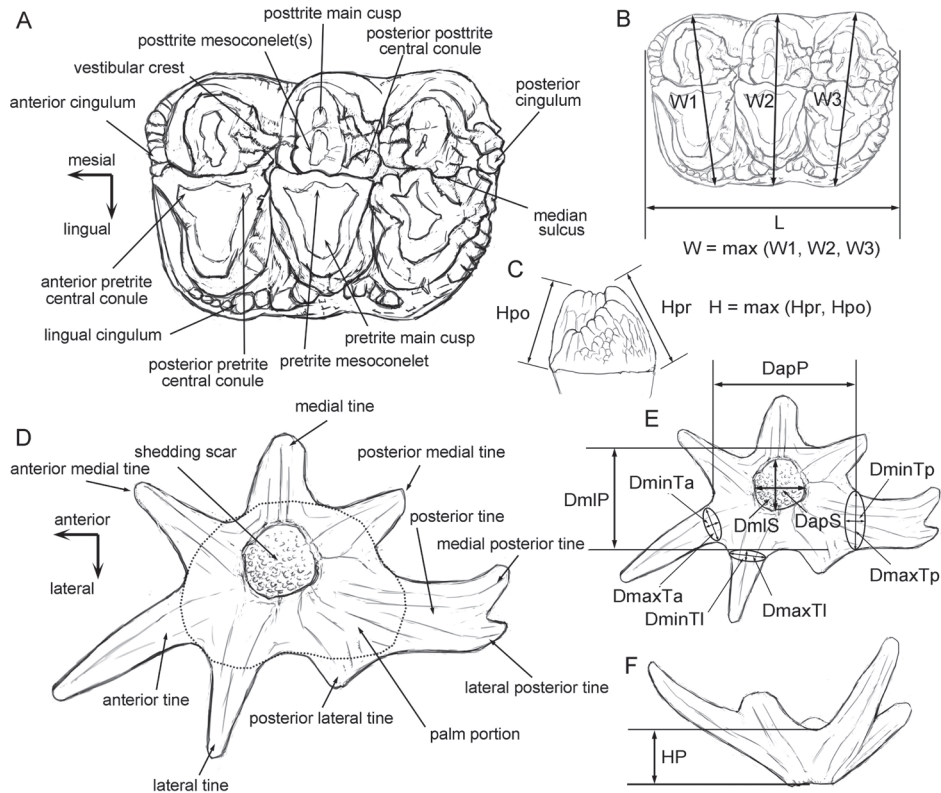 A
posttrite main cusp
posttrite mesoconelet(s)
posterior posttrite
central conule
vestibular crest
anterior cingulum
posterior
cingulum
mesial
lingual
median
sulcus
anterior pretrite
central conule
lingual cingulum
posterior pretrite
central conule
pretrite mesoconelet
pretrite main cusp
B
W1
W2
W3
L
W = max (W1, W2, W3)
C
Hpo
Hpr
H = max (Hpr, Hpo)
D
medial tine
shedding scar
anterior medial tine
posterior medial tine
anterior
lateral
posterior tine
medial posterior tine
anterior tine
posterior lateral tine
lateral posterior tine
palm portion
lateral tine
E
DapP
DmlP
DminTa
DminTp
DmlS
DapS
DmaxTa
DmaxTp
DminTl
DmaxTl
F
HP